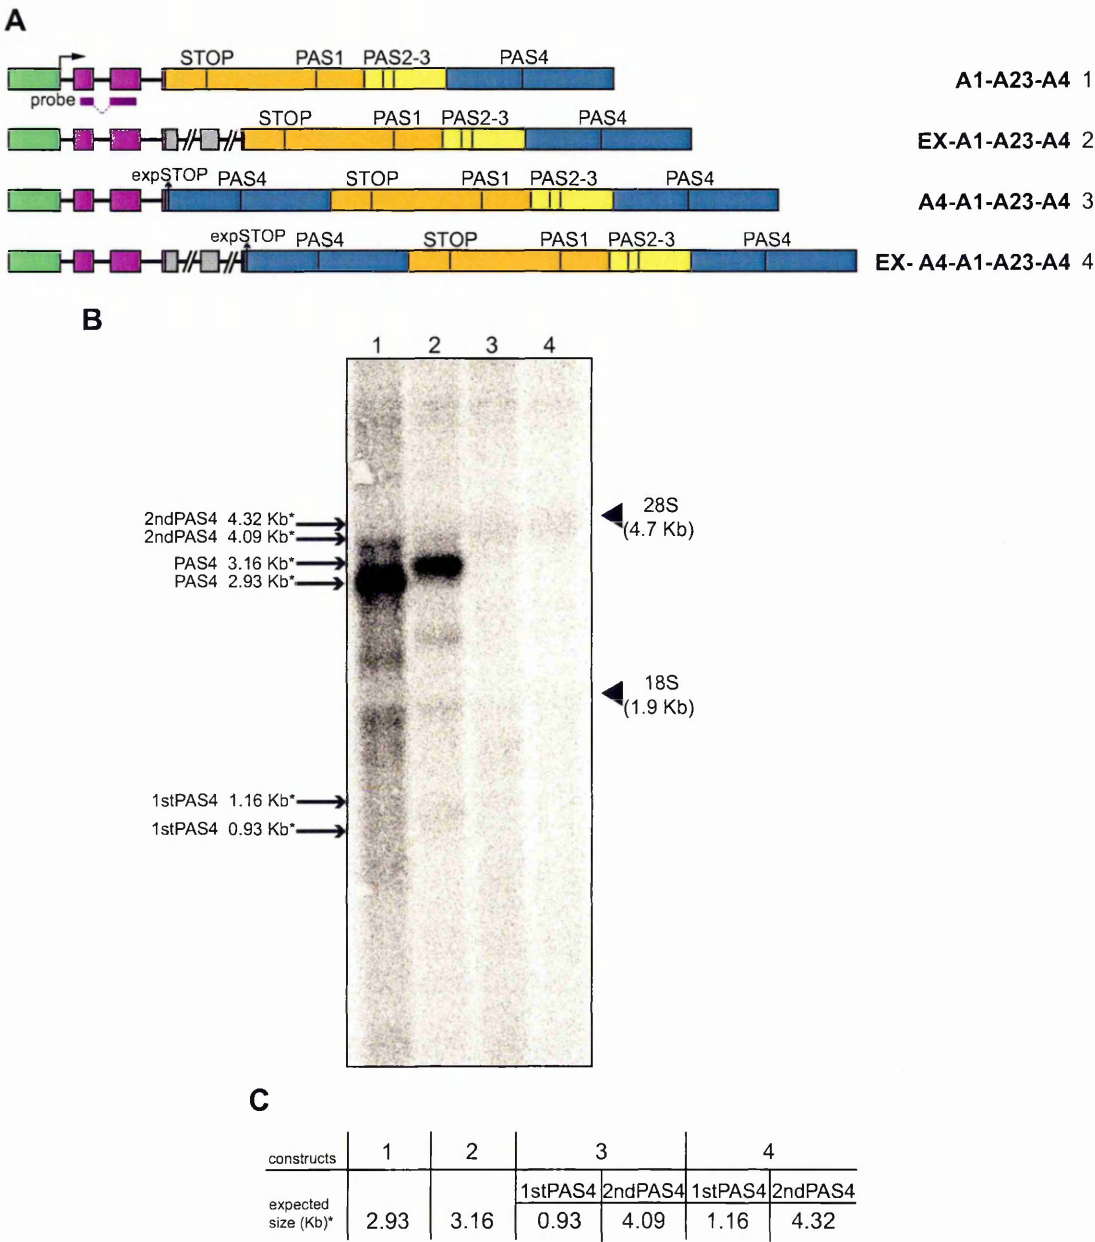 A
STOP PAS1 PAS2-3 PAS4
A1-A23-A4 1
probe
STOP PAS1 PAS2-3 PAS4
EX-A1-A23-A4 2
expSTOP PAS4 STOP PAS1 PAS2-3 PAS4
A4-A1-A23-A4 3
expSTOP PAS4 STOP PAS1 PAS2-3 PAS4
EX- A4-A1-A23-A4 4
B
1 2 3 4
2ndPAS4 4.32 Kb*
2ndPAS4 4.09 Kb*
PAS4 3.16 Kb*
PAS4 2.93 Kb*
28S
(4.7 Kb)
18S
(1.9 Kb)
1stPAS4 1.16 Kb*
1stPAS4 0.93 Kb*
C
constructs 1 2 3 4
1stPAS4 2ndPAS4 1stPAS4 2ndPAS4
expected
size (Kb)* 2.93 3.16 0.93 4.09 1.16 4.32